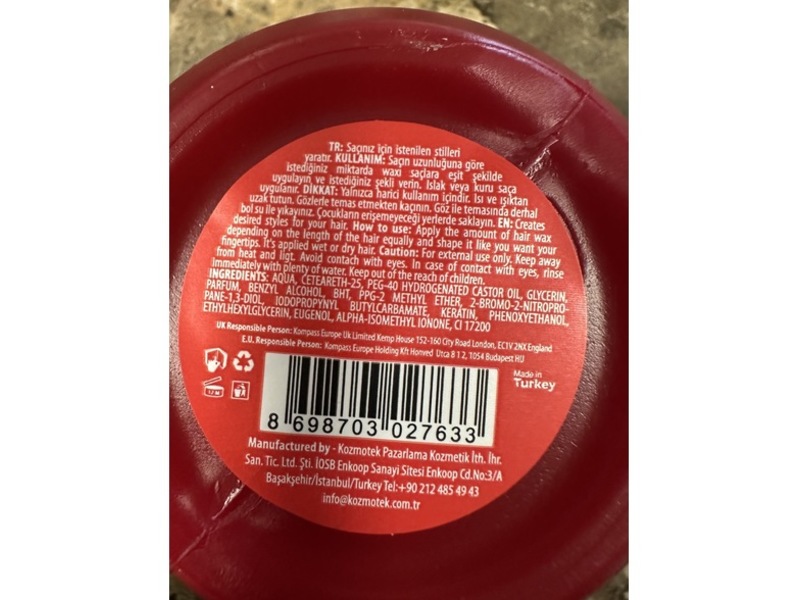 TR: Saçınız için istenilen stilleri
yaratır. KULLANIM: Saçın uzunluğuna göre
istediğiniz miktarda waxı saçlara eşit şekilde
uygulayın ve istediğiniz şekli verin. Islak veya kuru saça
uygulanır. DİKKAT: Yalnızca harici kullanım içindir. Isı ve ışıktan
uzak tutun. Gözlerle temas etmekten kaçının. Göz ile temasında derhal
bol su ile yıkayınız. Çocukların erişemeyeceği yerlerde saklayın. EN: Creates
desired styles for your hair. How to use: Apply the amount of hair wax
depending on the length of the hair equally and shape it like you want your
fingertips. It's applied wet or dry hair. Caution: For external use only. Keep away
from heat and ligt. Avoid contact with eyes. In case of contact with eyes, rinse
immediately with plenty of water. Keep out of the reach of children.
INGREDIENTS: AQUA, CETEARETH-25, PEG-40 HYDROGENATED CASTOR OIL, GLYCERIN,
PARFUM, BENZYL ALCOHOL, BHT, PPG-2 METHYL ETHER, 2-BROMO-2-NITROPRO-
PANE-1,3-DIOL, IODOPROPYNYL BUTYLCARBAMATE, KERATIN, PHENOXYETHANOL,
ETHYLHEXYLGLYCERIN, EUGENOL, ALPHA-ISOMETHYL IONONE, CI 17200
UK Responsible Person: Kompass Europe Uk Limited Kemp House 152-160 City Road London, EC1V 2NX England
E.U. Responsible Person: Kompass Europe Holding Kft Honved Utca 8 1 2, 1054 Budapest HU
Made in
Turkey
12 M
8 698703 027633
Manufactured by - Kozmotek Pazarlama Kozmetik İth. İhr.
San. Tic. Ltd. Şti. İOSB Enkoop Sanayi Sitesi Enkoop Cd.No:3/A
Başakşehir/İstanbul/Turkey Tel:+90 212 485 49 43
info@kozmotek.com.tr